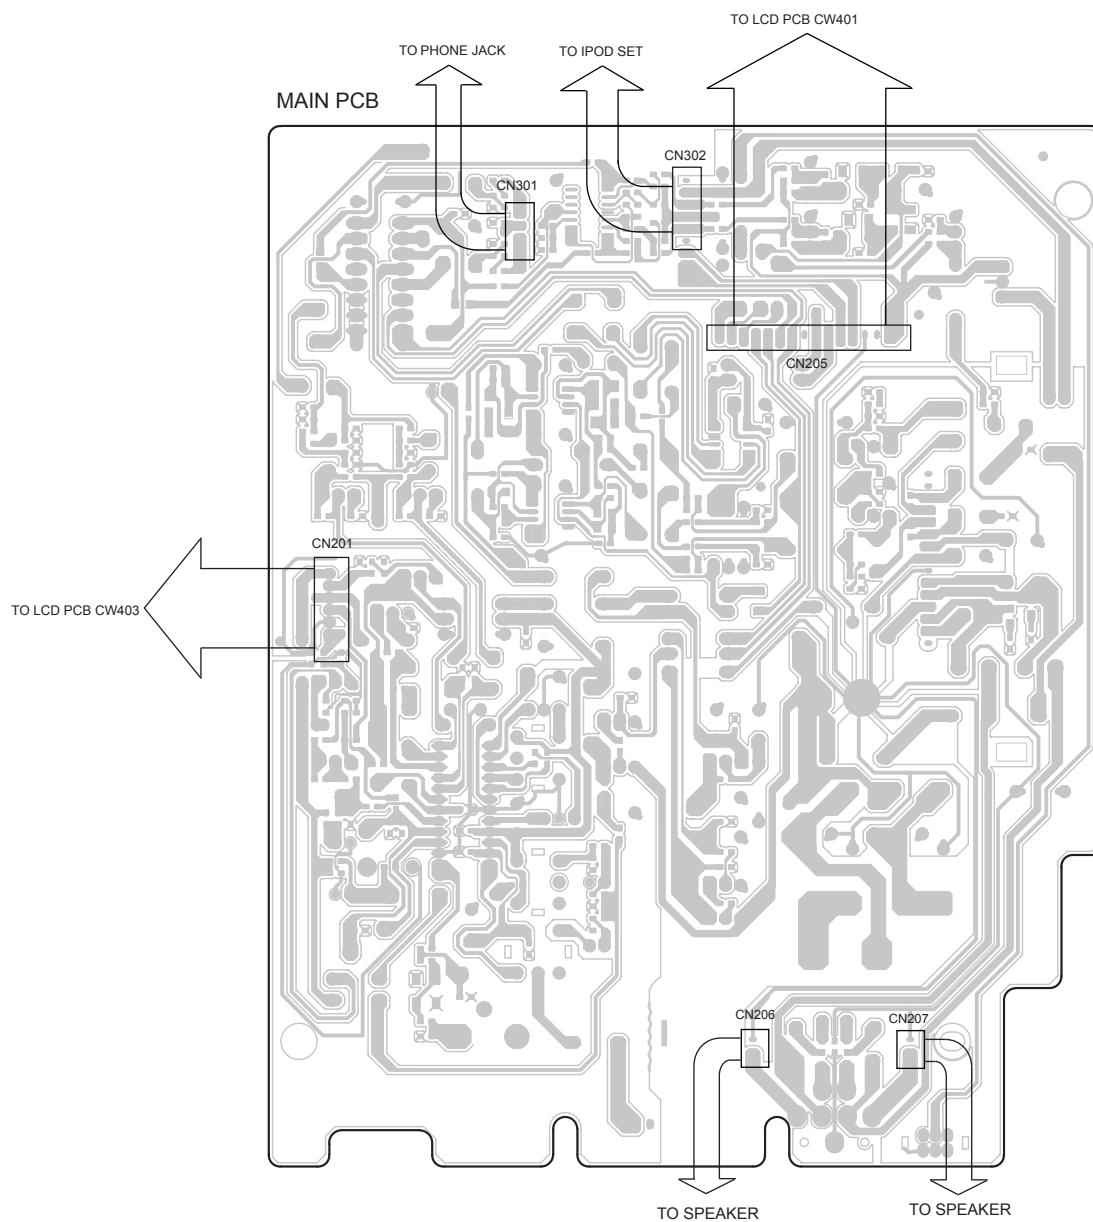 TO LCD PCB CW401
TO PHONE JACK
TO IPOD SET
MAIN PCB
CN302
CN301
CN205
CN201
TO LCD PCB CW403
CN206
CN207
TO SPEAKER
TO SPEAKER